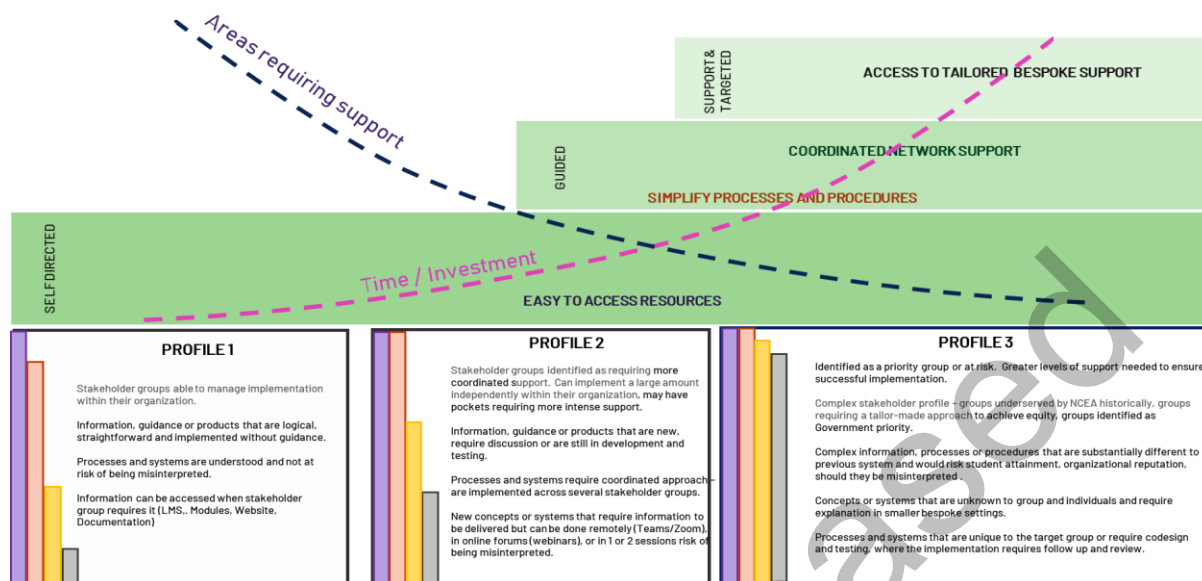 Areas requiring support
SUPPORT &
TARGETED
ACCESS TO TAILORED BESPOKE SUPPORT
GUIDED
COORDINATED NETWORK SUPPORT
SIMPLIFY PROCESSES AND PROCEDURES
SELF DIRECTED
Time / Investment
EASY TO ACCESS RESOURCES
PROFILE 1
Stakeholder groups able to manage implementation
within their organization.
Information, guidance or products that are logical,
straightforward and implemented without guidance.
Processes and systems are understood and not at
risk of being misinterpreted.
Information can be accessed when stakeholder
group requires it (LMS,. Modules, Website,
Documentation)
PROFILE 2
Stakeholder groups identified as requiring more
coordinated support. Can implement a large amount
independently within their organization, may have
pockets requiring more intense support.
Information, guidance or products that are new,
require discussion or are still in development and
testing.
Processes and systems require coordinated approach –
are implemented across several stakeholder groups.
New concepts or systems that require information to
be delivered but can be done remotely (Teams/Zoom),
in online forums (webinars), or in 1 or 2 sessions risk of
being misinterpreted.
PROFILE 3
Identified as a priority group or at risk. Greater levels of support needed to ensure
successful implementation.
Complex stakeholder profile – groups underserved by NCEA historically, groups
requiring a tailor-made approach to achieve equity, groups identified as
Government priority.
Complex information, processes or procedures that are substantially different to
previous system and would risk student attainment, organizational reputation,
should they be misinterpreted .
Concepts or systems that are unknown to group and individuals and require
explanation in smaller bespoke settings.
Processes and systems that are unique to the target group or require codesign
and testing, where the implementation requires follow up and review.
ased